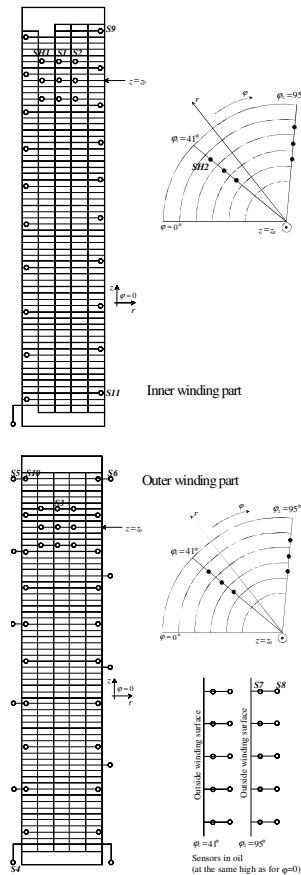 S9
SH1 S1 S2
z=z₀
φ
r
φ₂=95°
φ₁=41°
SH2
φ=0°
z=z₀
z
φ=0
r
S11
Inner winding part
Outer winding part
S5 S10
S6
z=z₀
φ
r
φ₂=95°
φ₁=41°
φ=0°
z=z₀
z
φ=0
r
S7 S8
Outside winding surface
Outside winding surface
φ₁=41°
φ₂=95°
S4
Sensors in oil
(at the same high as for φ=0)